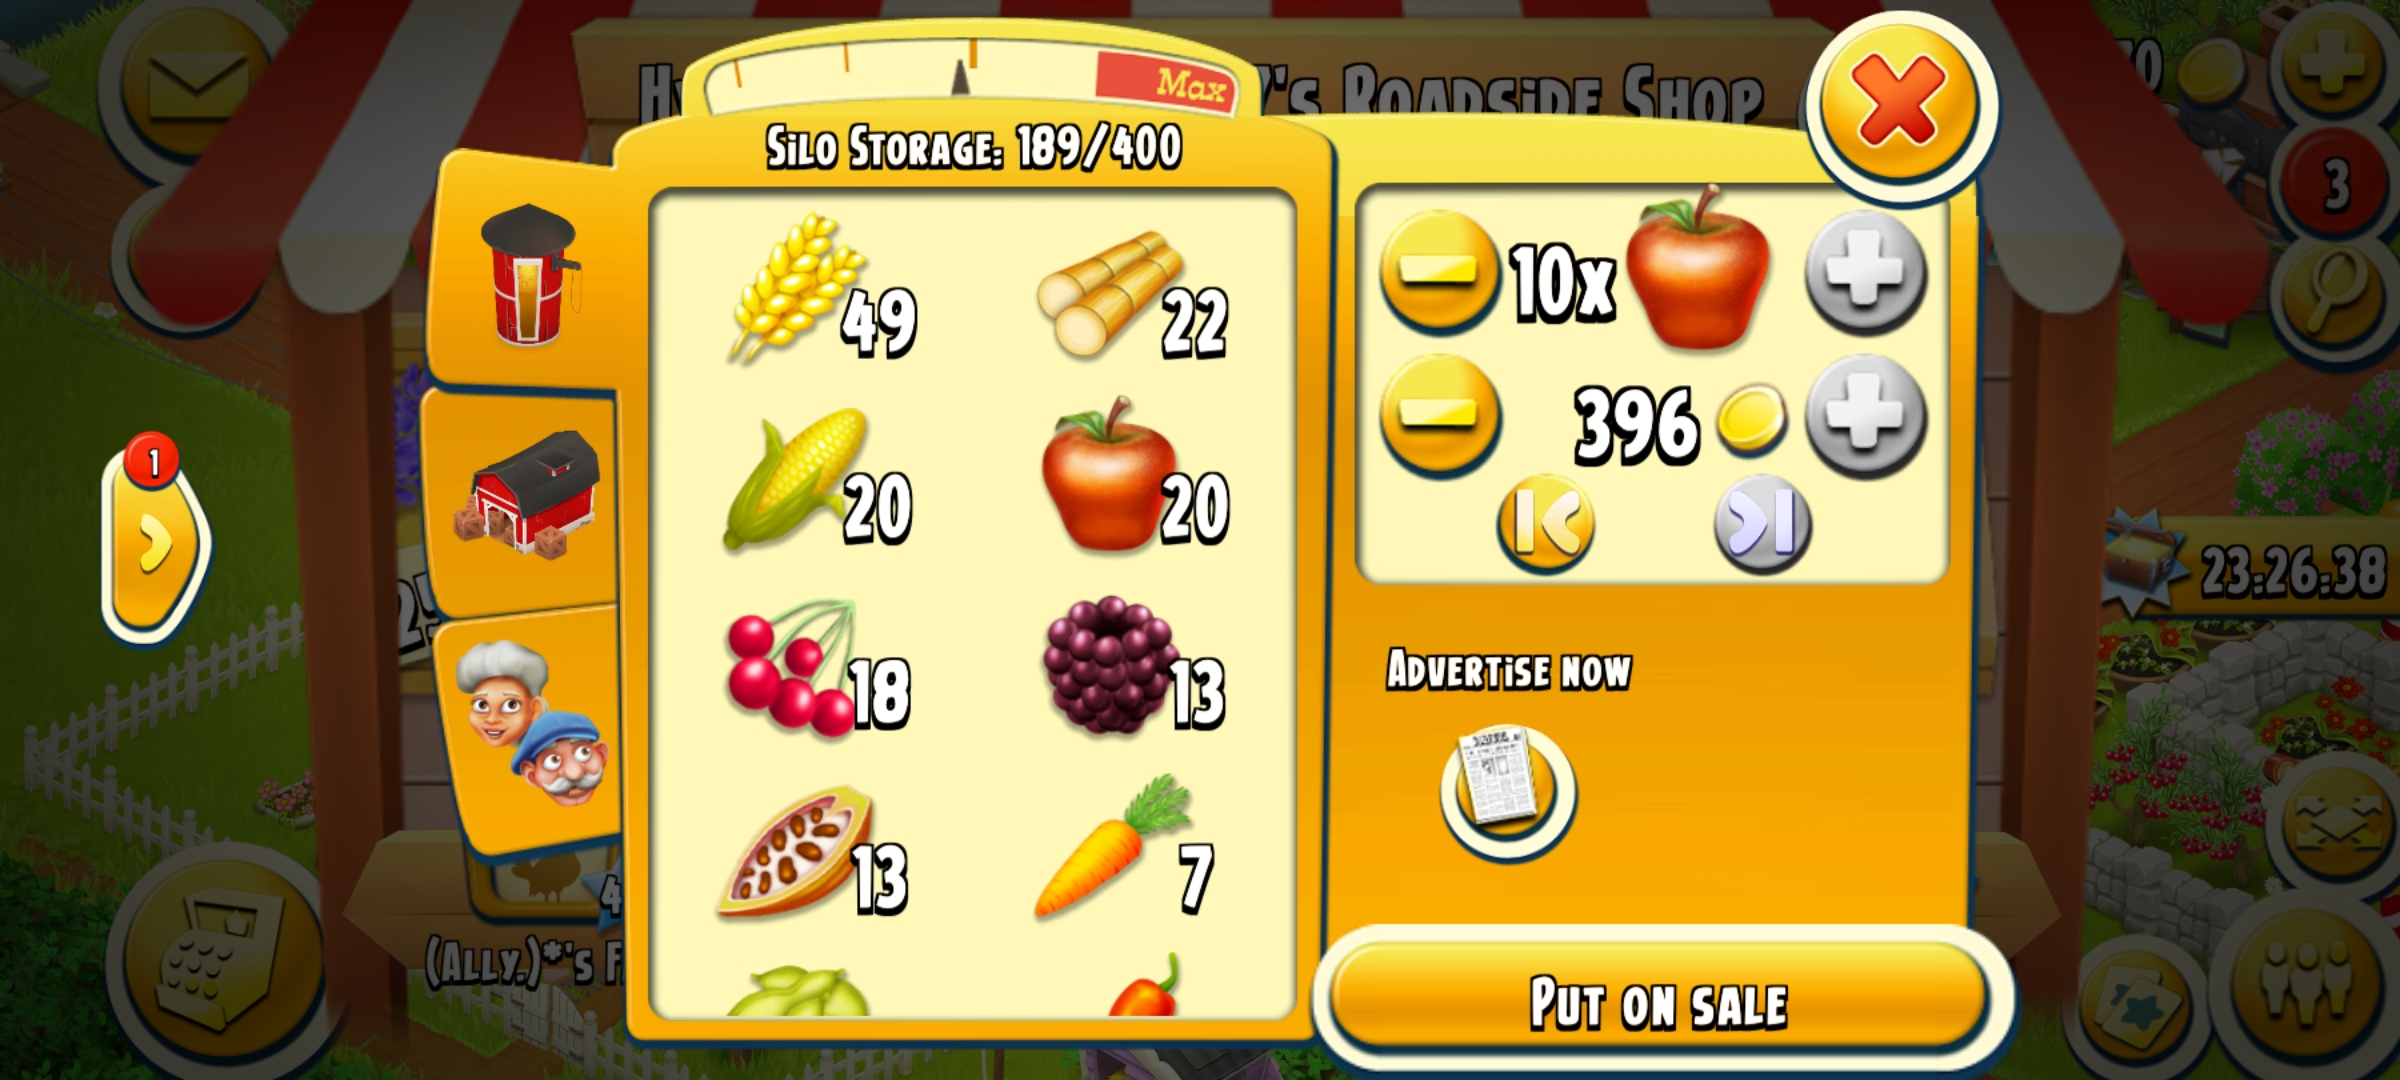 's Roadside Shop
Max
Silo Storage: 189/400
3
49
22
10x
20
20
396
1
18
13
23:26:38
Advertise now
13
7
(Ally.)*'s F
Put on sale